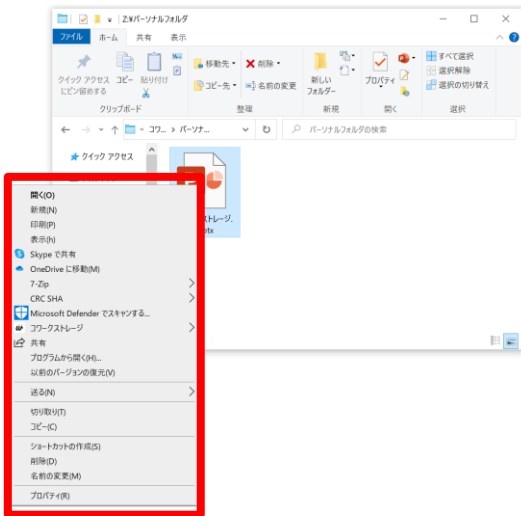 Z:¥パーソナルフォルダ
ファイル ホーム 共有 表示
クイック アクセス
にピン留めする
コピー
貼り付け
移動先
コピー先
削除
名前の変更
新しい
フォルダー
プロパティ
開く
すべて選択
選択解除
選択の切り替え
クリップボード 整理 新規 開く 選択
コワ... › パーソナ...
パーソナルフォルダの検索
クイック アクセス
トレージ.
開く(O)
新規(N)
印刷(P)
表示(h)
Skype で共有
OneDrive に移動(M)
7-Zip
CRC SHA
Microsoft Defender でスキャンする...
コワークストレージ
共有
プログラムから開く(H)...
以前のバージョンの復元(V)
送る(N)
切り取り(T)
コピー(C)
ショートカットの作成(S)
削除(D)
名前の変更(M)
プロパティ(R)